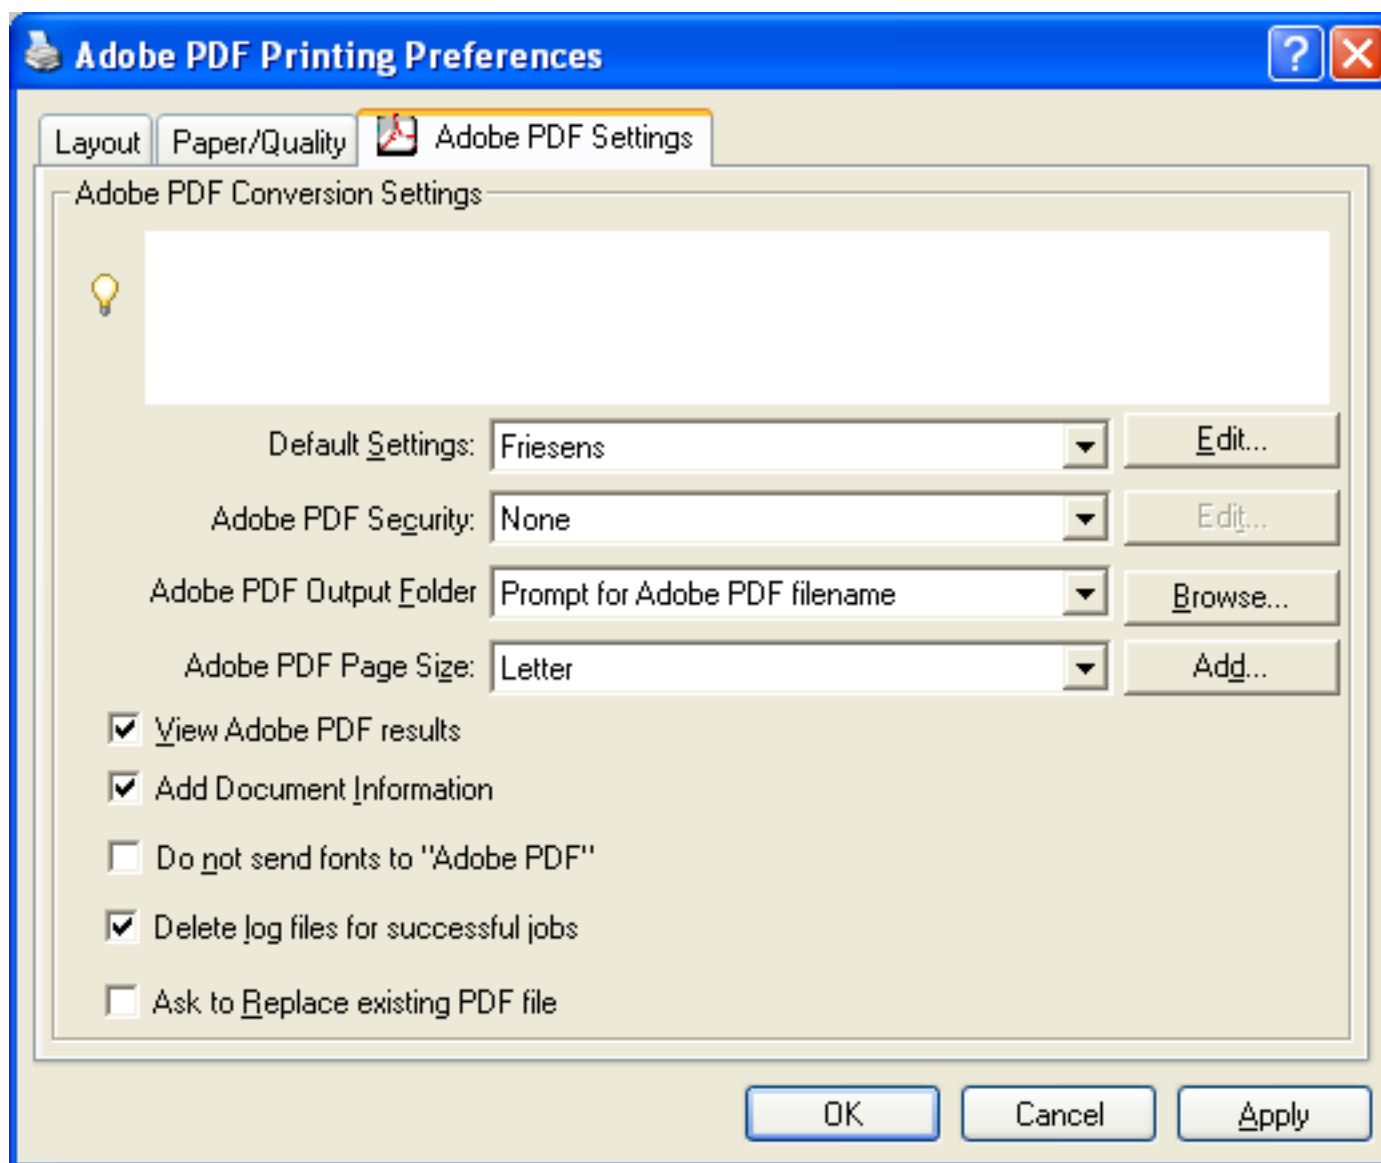 Adobe PDF Printing Preferences
?
Layout Paper/Quality Adobe PDF Settings
Adobe PDF Conversion Settings
Default Settings: Friesens Edit...
Adobe PDF Security: None Edit...
Adobe PDF Output Folder Prompt for Adobe PDF filename Browse...
Adobe PDF Page Size: Letter Add...
View Adobe PDF results
Add Document Information
Do not send fonts to "Adobe PDF"
Delete log files for successful jobs
Ask to Replace existing PDF file
OK Cancel Apply